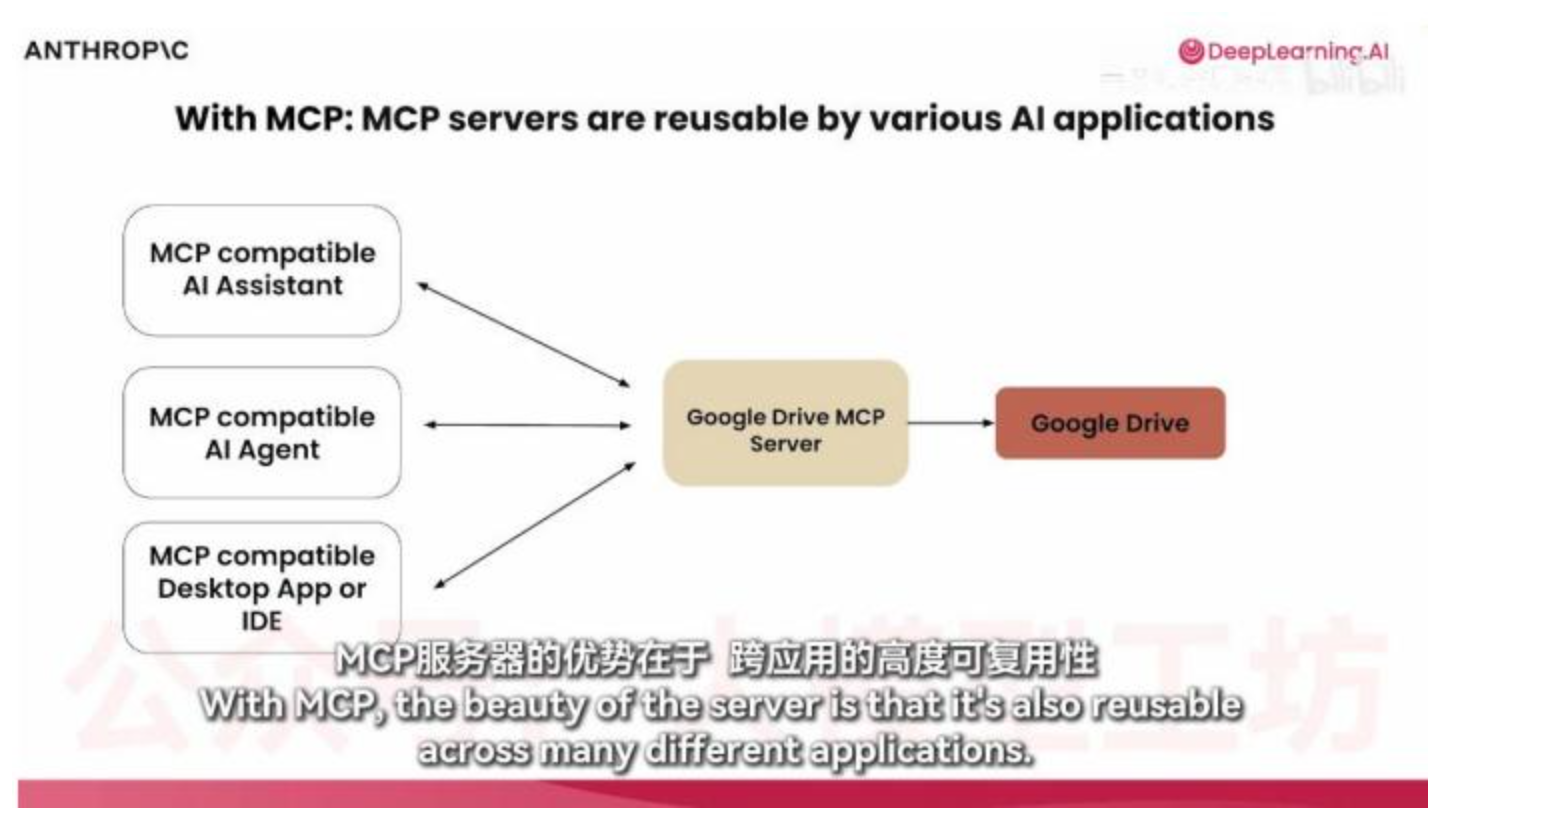 ANTHROP\C
DeepLearning.AI
bilibili
With MCP: MCP servers are reusable by various AI applications
MCP compatible
AI Assistant
MCP compatible
AI Agent
MCP compatible
Desktop App or
IDE
Google Drive MCP
Server
Google Drive
MCP服务器的优势在于 跨应用的高度可复用性
With MCP, the beauty of the server is that it's also reusable
across many different applications.